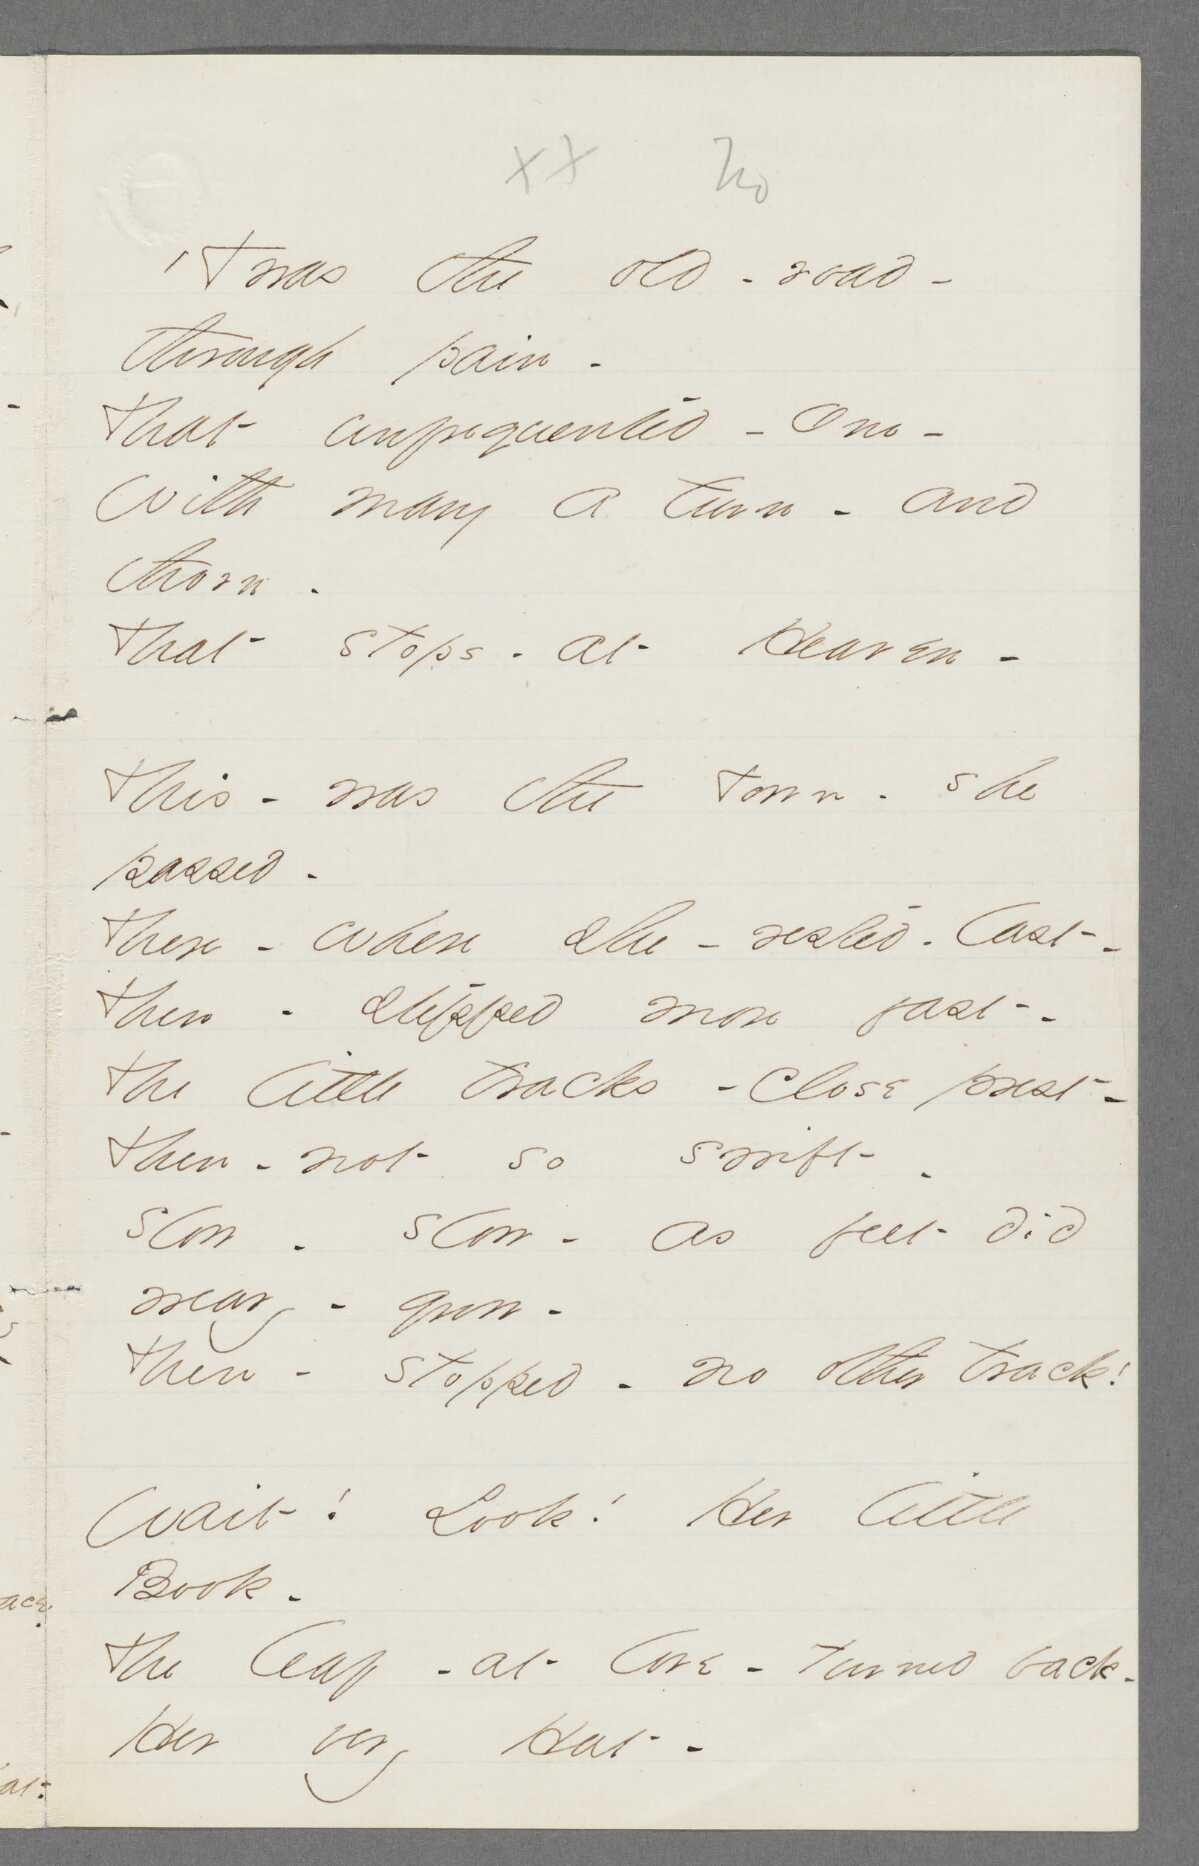 xx no
'Twas the old - road -
through pain -
That unfrequented - One -
With many a turn - and
thorn -
That stops - at Heaven -
This - was the Town - she
passed -
There - where she - rested - last -
Then - stepped more fast -
The little tracks - close prest -
Then - not so swift -
Slow - slow - as feet did
weary - grow -
Then - stopped - no other track!
Wait! Look! Her little
Book -
The leaf - at love - turned back -
Her very Hat -